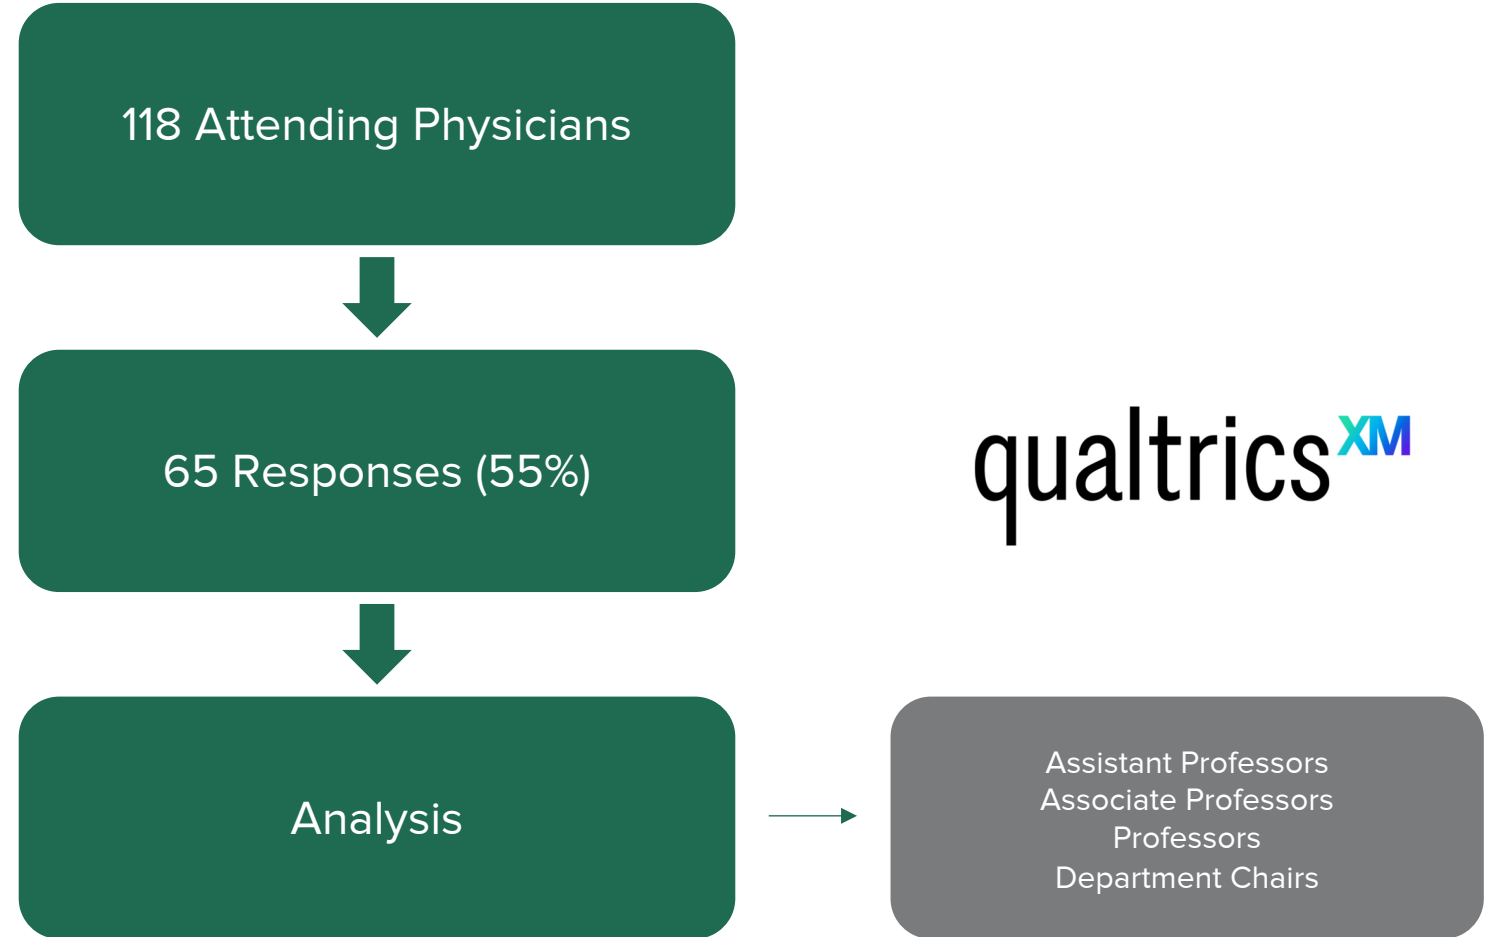 118 Attending Physicians
65 Responses (55%)
qualtrics XM
Analysis
Assistant Professors
Associate Professors
Professors
Department Chairs